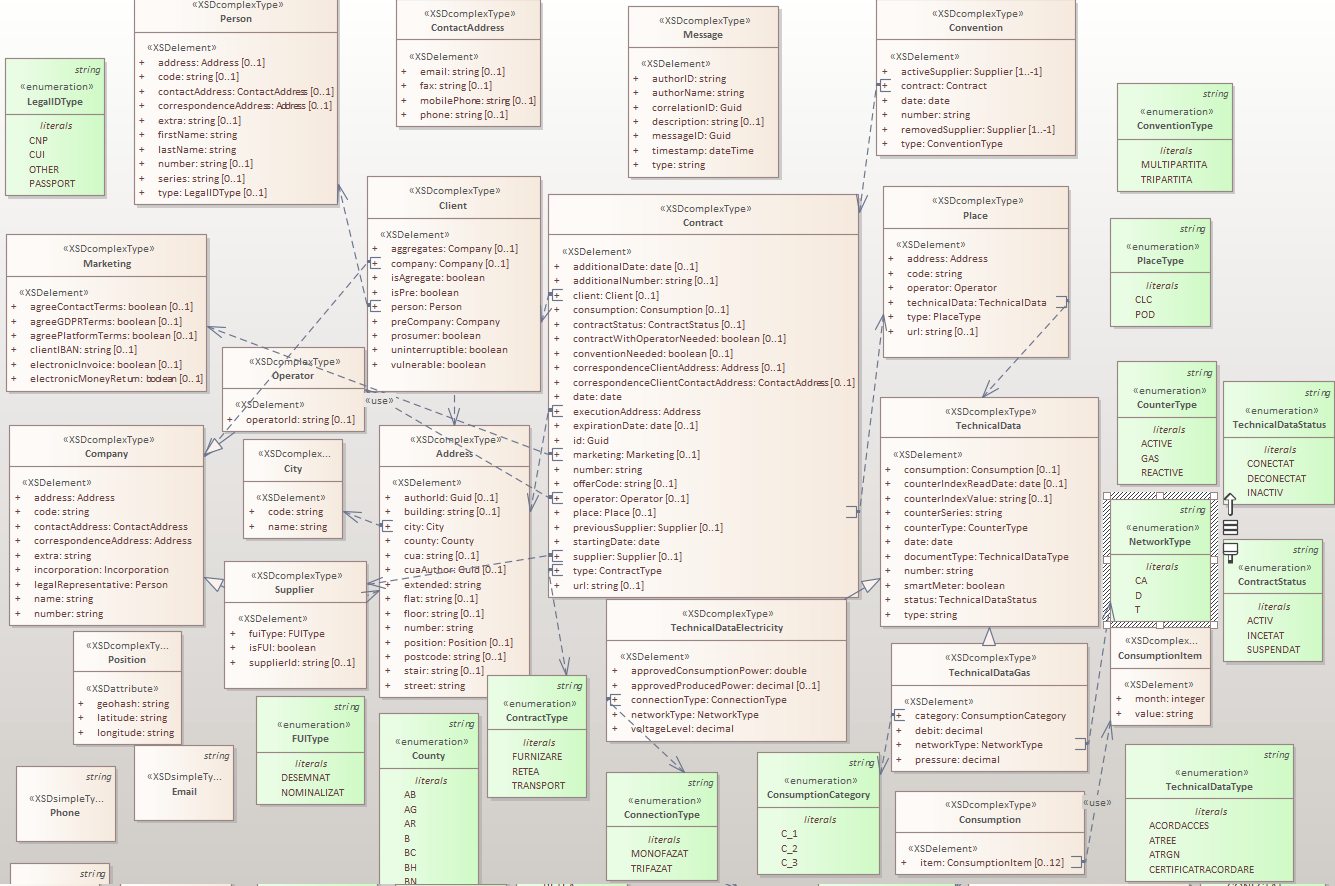 «XSDcomplexType»
Person
«XSDelement»
+ address: Address [0..1]
+ code: string [0..1]
+ contactAddress: ContactAddress [0..1]
+ correspondenceAddress: Address [0..1]
+ extra: string [0..1]
+ firstName: string
+ lastName: string
+ number: string [0..1]
+ series: string [0..1]
+ type: LegalIDType [0..1]
«XSDcomplexType»
ContactAddress
«XSDelement»
+ email: string [0..1]
+ fax: string [0..1]
+ mobilePhone: string [0..1]
+ phone: string [0..1]
«XSDcomplexType»
Message
«XSDelement»
+ authorID: string
+ authorName: string
+ correlationID: Guid
+ description: string [0..1]
+ messageID: Guid
+ timestamp: dateTime
+ type: string
«XSDcomplexType»
Convention
«XSDelement»
+ activeSupplier: Supplier [1..-1]
+ contract: Contract
+ date: date
+ number: string
+ removedSupplier: Supplier [1..-1]
+ type: ConventionType
string
«enumeration»
LegalIDType
literals
CNP
CUI
OTHER
PASSPORT
string
«enumeration»
ConventionType
literals
MULTIPARTITA
TRIPARTITA
«XSDcomplexType»
Client
«XSDelement»
+ aggregates: Company [0..1]
+ company: Company [0..1]
+ isAgregate: boolean
+ isPre: boolean
+ person: Person
+ preCompany: Company
+ prosumer: boolean
+ uninterruptible: boolean
+ vulnerable: boolean
«XSDcomplexType»
Contract
«XSDelement»
+ additionalDate: date [0..1]
+ additionalNumber: string [0..1]
+ client: Client [0..1]
+ consumption: Consumption [0..1]
+ contractStatus: ContractStatus [0..1]
+ contractWithOperatorNeeded: boolean [0..1]
+ conventionNeeded: boolean [0..1]
+ correspondenceClientAddress: Address [0..1]
+ correspondenceClientContactAddress: ContactAddress [0..1]
+ date: date
+ executionAddress: Address
+ expirationDate: date [0..1]
+ id: Guid
+ marketing: Marketing [0..1]
+ number: string
+ offerCode: string [0..1]
+ operator: Operator [0..1]
+ place: Place [0..1]
+ previousSupplier: Supplier [0..1]
+ startingDate: date
+ supplier: Supplier [0..1]
+ type: ContractType
+ url: string [0..1]
«XSDcomplexType»
Place
«XSDelement»
+ address: Address
+ code: string
+ operator: Operator
+ technicalData: TechnicalData
+ type: PlaceType
+ url: string [0..1]
string
«enumeration»
PlaceType
literals
CLC
POD
«XSDcomplexType»
Marketing
«XSDelement»
+ agreeContactTerms: boolean [0..1]
+ agreeGDPRTerms: boolean [0..1]
+ agreePlatformTerms: boolean [0..1]
+ clientIBAN: string [0..1]
+ electronicInvoice: boolean [0..1]
+ electronicMoneyReturn: boolean [0..1]
«XSDcomplexType»
Operator
«XSDelement»
+ operatorId: string [0..1]
«use»
«XSDcomplexType»
Company
«XSDelement»
+ address: Address
+ code: string
+ contactAddress: ContactAddress
+ correspondenceAddress: Address
+ extra: string
+ incorporation: Incorporation
+ legalRepresentative: Person
+ name: string
+ number: string
«XSDcomplex...
City
«XSDelement»
+ code: string
+ name: string
«XSDcomplexType»
Address
«XSDelement»
+ authorId: Guid [0..1]
+ building: string [0..1]
+ city: City
+ county: County
+ cua: string [0..1]
+ cuaAuthor: Guid [0..1]
+ extended: string
+ flat: string [0..1]
+ floor: string [0..1]
+ number: string
+ position: Position [0..1]
+ postcode: string [0..1]
+ stair: string [0..1]
+ street: string
«XSDcomplexType»
TechnicalData
«XSDelement»
+ consumption: Consumption [0..1]
+ counterIndexReadDate: date [0..1]
+ counterIndexValue: string [0..1]
+ counterSeries: string
+ counterType: CounterType
+ date: date
+ documentType: TechnicalDataType
+ number: string
+ smartMeter: boolean
+ status: TechnicalDataStatus
+ type: string
string
«enumeration»
CounterType
literals
ACTIVE
GAS
REACTIVE
string
«enumeration»
TechnicalDataStatus
literals
CONECTAT
DECONECTAT
INACTIV
string
«enumeration»
NetworkType
literals
CA
D
T
string
«enumeration»
ContractStatus
literals
ACTIV
INCETAT
SUSPENDAT
«XSDcomplexType»
Supplier
«XSDelement»
+ fuiType: FUIType
+ isFUI: boolean
+ supplierId: string [0..1]
«XSDcomplexTy...
Position
«XSDattribute»
+ geohash: string
+ latitude: string
+ longitude: string
«XSDcomplexType»
TechnicalDataElectricity
«XSDelement»
+ approvedConsumptionPower: double
+ approvedProducedPower: decimal [0..1]
+ connectionType: ConnectionType
+ networkType: NetworkType
+ voltageLevel: decimal
«XSDcomplexType»
TechnicalDataGas
«XSDelement»
+ category: ConsumptionCategory
+ debit: decimal
+ networkType: NetworkType
+ pressure: decimal
«XSDcomplex...
ConsumptionItem
«XSDelement»
+ month: integer
+ value: string
string
«enumeration»
FUIType
literals
DESEMNAT
NOMINALIZAT
string
«enumeration»
County
literals
AB
AG
AR
B
BC
BH
BN
string
«enumeration»
ContractType
literals
FURNIZARE
RETEA
TRANSPORT
string
«XSDsimpleTy...
Email
string
«XSDsimpleTy...
Phone
string
«enumeration»
ConnectionType
literals
MONOFAZAT
TRIFAZAT
string
«enumeration»
ConsumptionCategory
literals
C_1
C_2
C_3
«XSDcomplexType»
Consumption
«XSDelement»
+ item: ConsumptionItem [0..12]
«use»
string
«enumeration»
TechnicalDataType
literals
ACORDACCES
ATREE
ATRGN
CERTIFICATRACORDARE
string